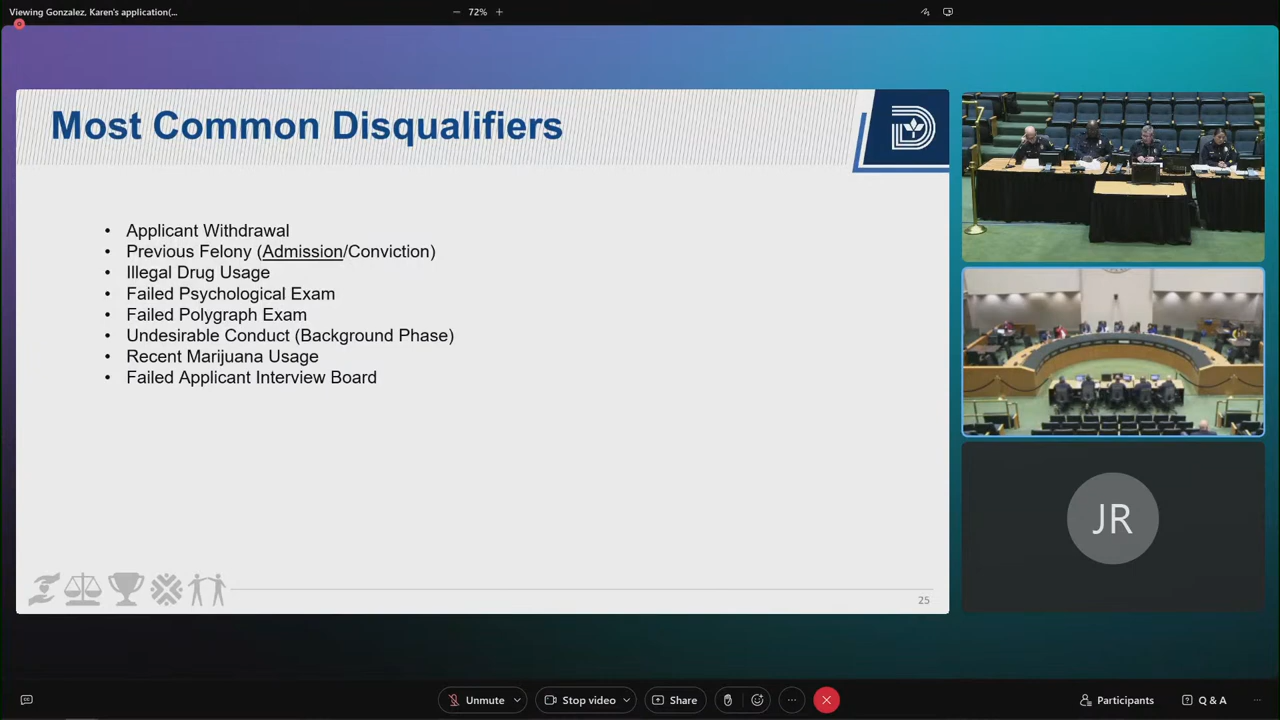 Viewing Gonzalez, Karen's application(...
72%
Most Common Disqualifiers
• Applicant Withdrawal
• Previous Felony (Admission/Conviction)
• Illegal Drug Usage
• Failed Psychological Exam
• Failed Polygraph Exam
• Undesirable Conduct (Background Phase)
• Recent Marijuana Usage
• Failed Applicant Interview Board
25
JR
Unmute
Stop video
Share
Participants
Q & A